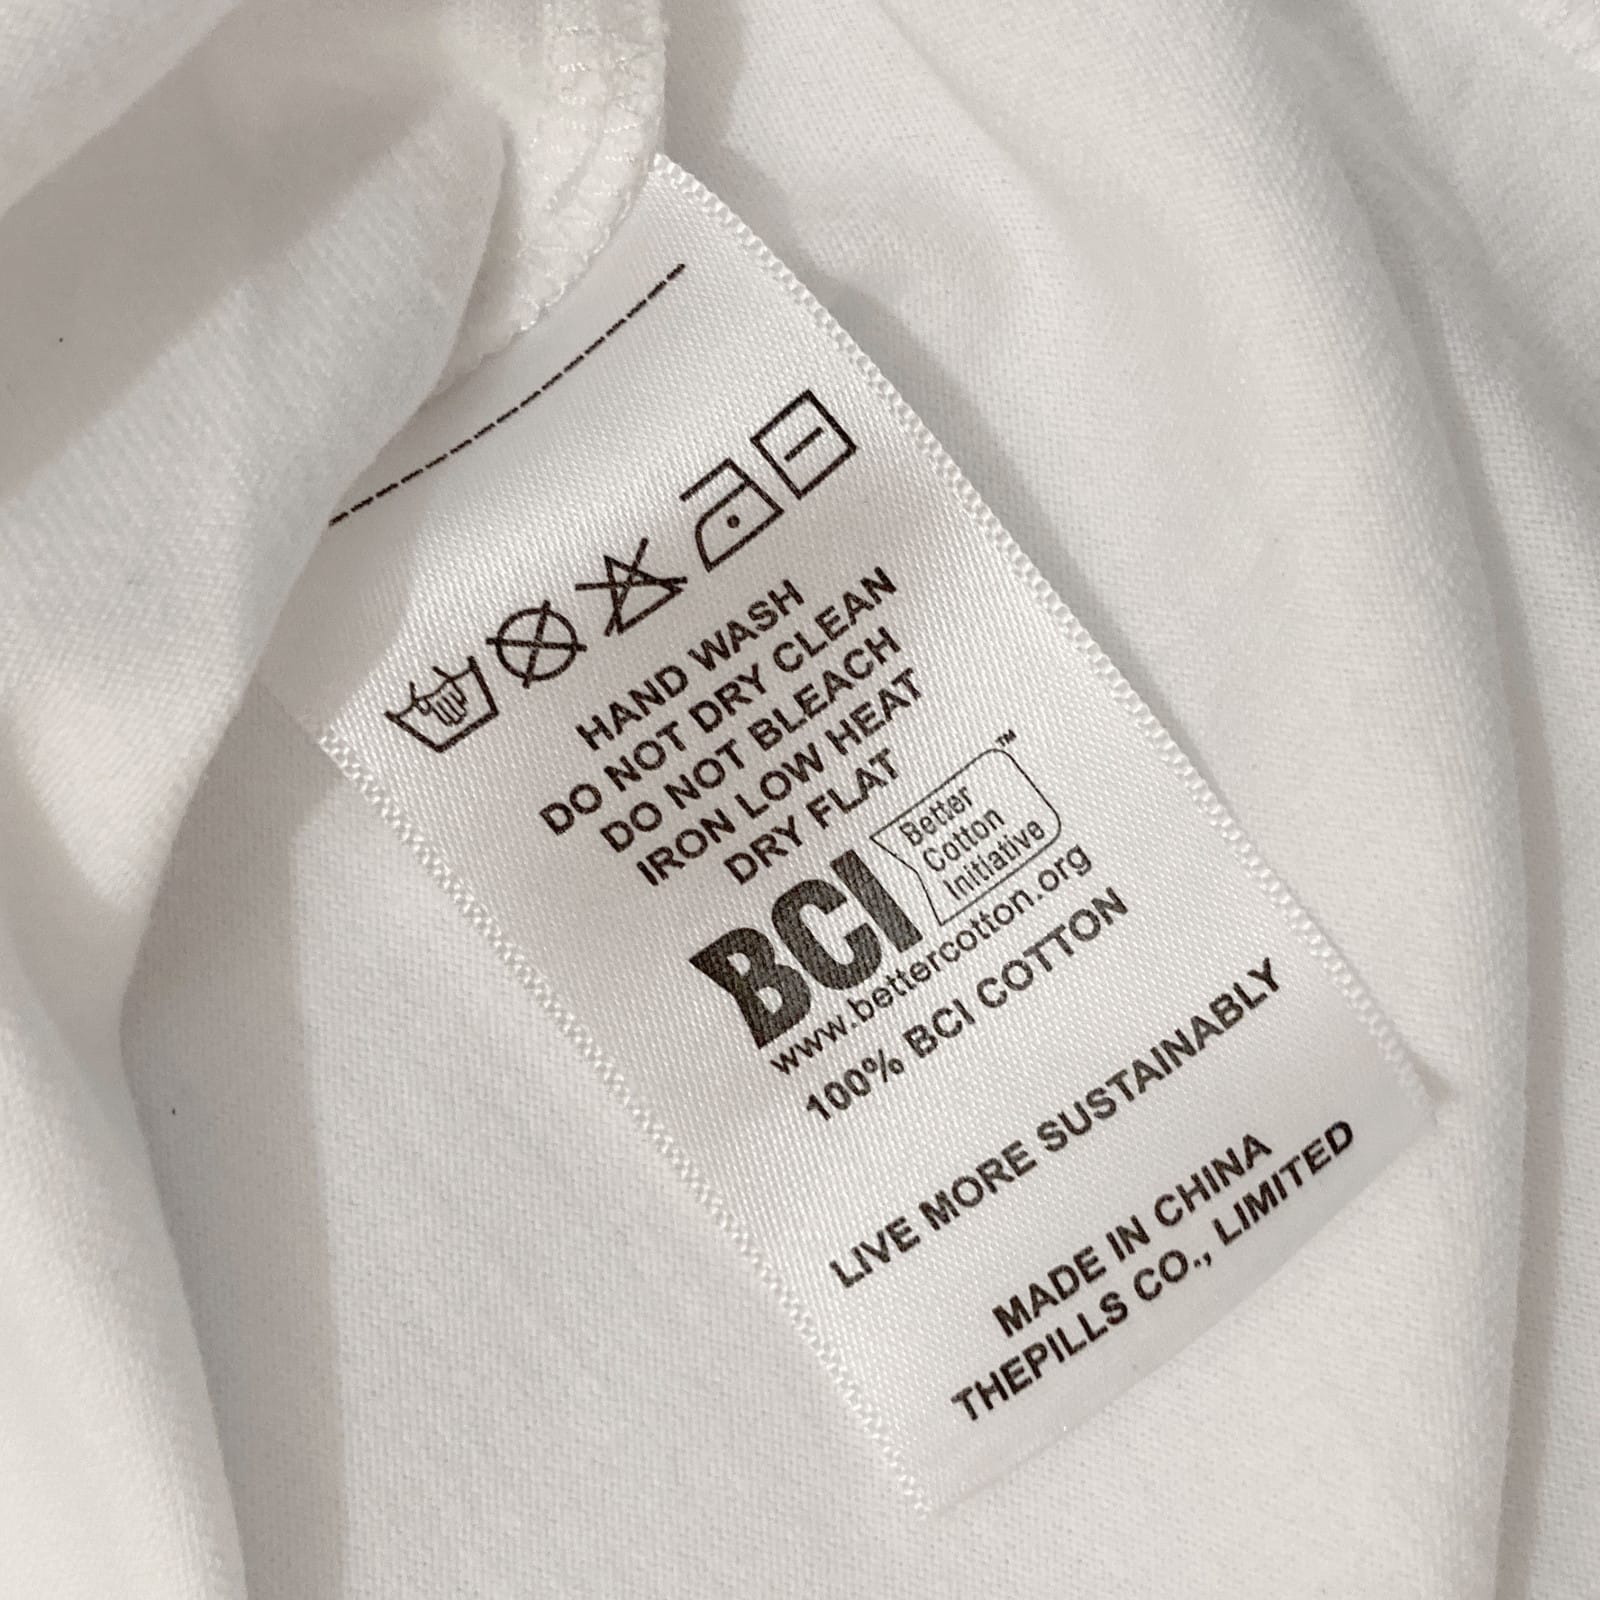 HAND WASH
DO NOT DRY CLEAN
DO NOT BLEACH
IRON LOW HEAT
DRY FLAT
BCI
Better
Cotton
Initiative
™
www.bettercotton.org
100% BCI COTTON
LIVE MORE SUSTAINABLY
MADE IN CHINA
THEPILLS CO., LIMITED